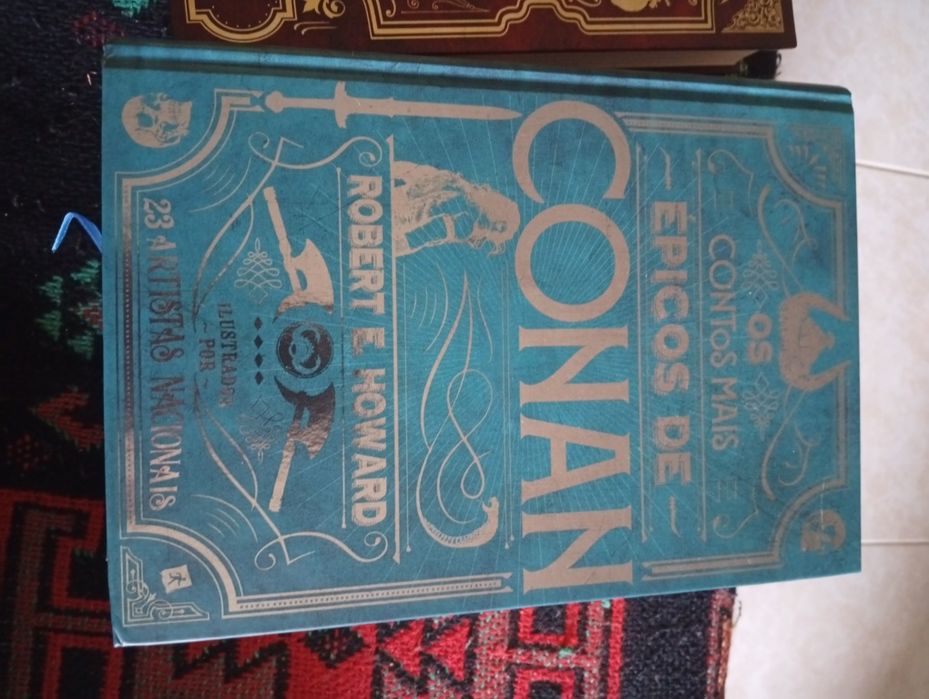 OS
CONTOS MAIS
ÉPICOS DE
CONAN
ROBERT E. HOWARD
ILUSTRADO
~ POR ~
23 ARTISTAS NACIONAIS